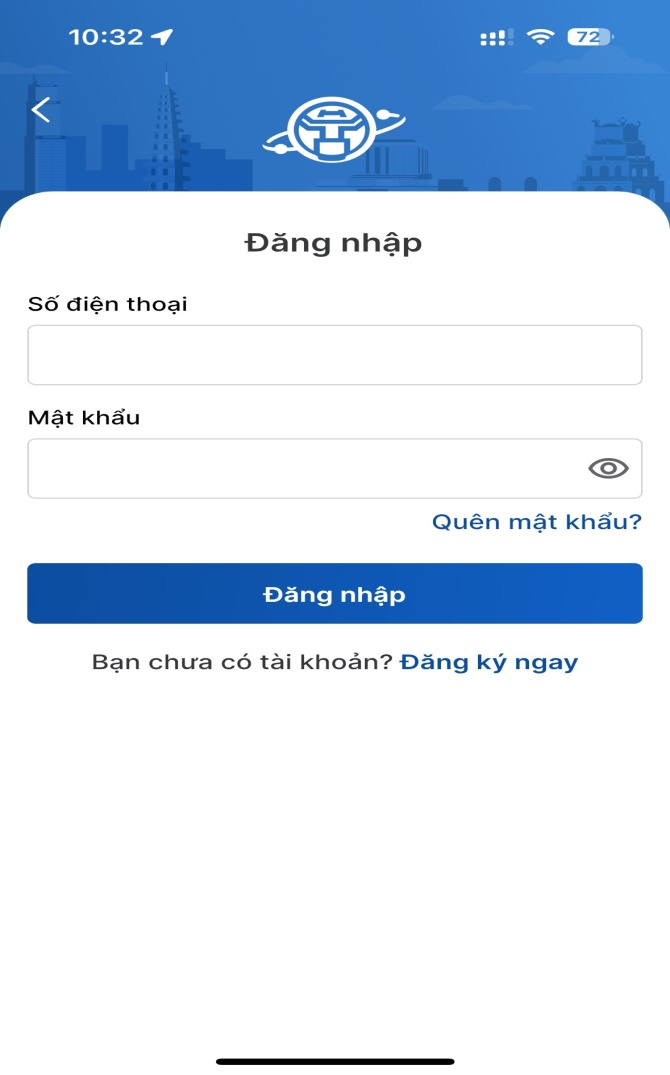 10:32
72
Đăng nhập
Số điện thoại
Mật khẩu
Quên mật khẩu?
Đăng nhập
Bạn chưa có tài khoản? Đăng ký ngay